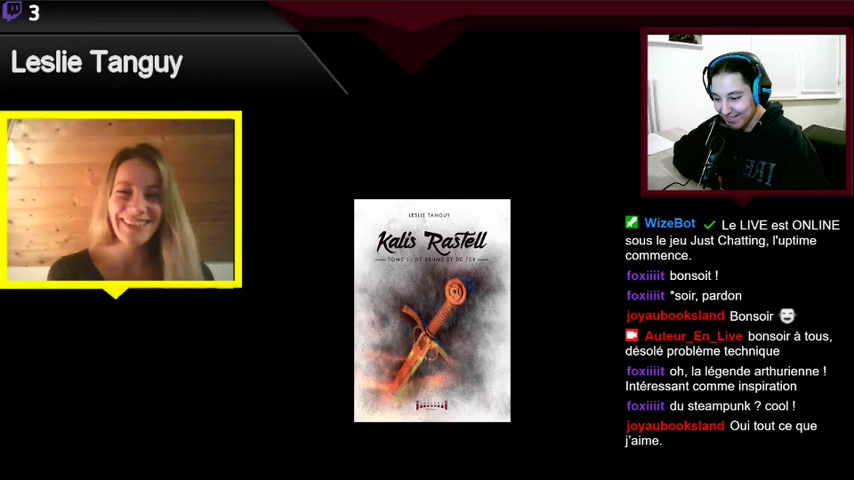 3
Leslie Tanguy
LESLIE TANGUY
Kalis Rastell
TOME I : DE BRUME ET DE FER
WizeBot Le LIVE est ONLINE
sous le jeu Just Chatting, l'uptime
commence.
foxiiiit bonsoit !
foxiiiit *soir, pardon
joyaubooksland Bonsoir
Auteur_En_Live bonsoir à tous,
désolé problème technique
foxiiiit oh, la légende arthurienne !
Intéressant comme inspiration
foxiiiit du steampunk ? cool !
joyaubooksland Oui tout ce que
j'aime.